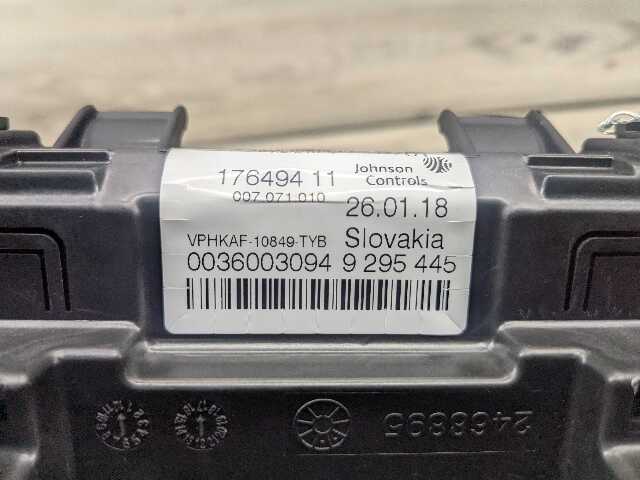 176494 11
Johnson
Controls
007.071.010
26.01.18
VPHKAF-10849-TYB
Slovakia
0036003094 9 295 445
2468895